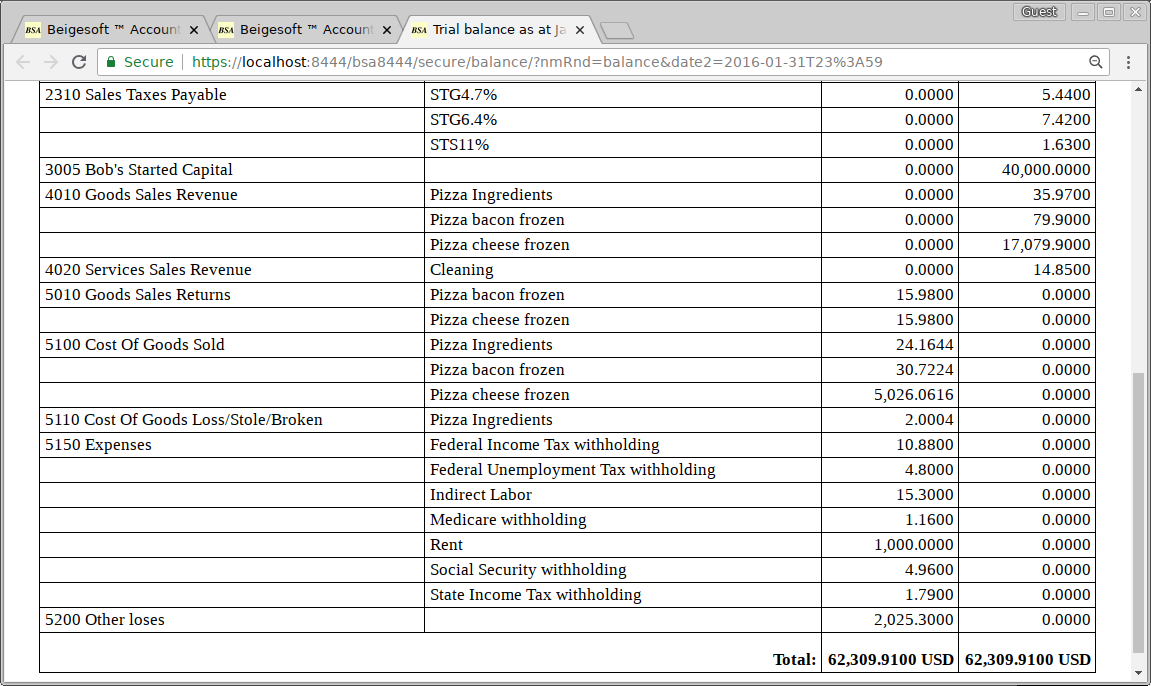 Guest
BSA Beigesoft ™ Account
BSA Beigesoft ™ Account
BSA Trial balance as at Ja
Secure https://localhost:8444/bsa8444/secure/balance/?nmRnd=balance&date2=2016-01-31T23%3A59
2310 Sales Taxes Payable STG4.7% 0.0000 5.4400
STG6.4% 0.0000 7.4200
STS11% 0.0000 1.6300
3005 Bob's Started Capital 0.0000 40,000.0000
4010 Goods Sales Revenue Pizza Ingredients 0.0000 35.9700
Pizza bacon frozen 0.0000 79.9000
Pizza cheese frozen 0.0000 17,079.9000
4020 Services Sales Revenue Cleaning 0.0000 14.8500
5010 Goods Sales Returns Pizza bacon frozen 15.9800 0.0000
Pizza cheese frozen 15.9800 0.0000
5100 Cost Of Goods Sold Pizza Ingredients 24.1644 0.0000
Pizza bacon frozen 30.7224 0.0000
Pizza cheese frozen 5,026.0616 0.0000
5110 Cost Of Goods Loss/Stole/Broken Pizza Ingredients 2.0004 0.0000
5150 Expenses Federal Income Tax withholding 10.8800 0.0000
Federal Unemployment Tax withholding 4.8000 0.0000
Indirect Labor 15.3000 0.0000
Medicare withholding 1.1600 0.0000
Rent 1,000.0000 0.0000
Social Security withholding 4.9600 0.0000
State Income Tax withholding 1.7900 0.0000
5200 Other loses 2,025.3000 0.0000
Total: 62,309.9100 USD 62,309.9100 USD